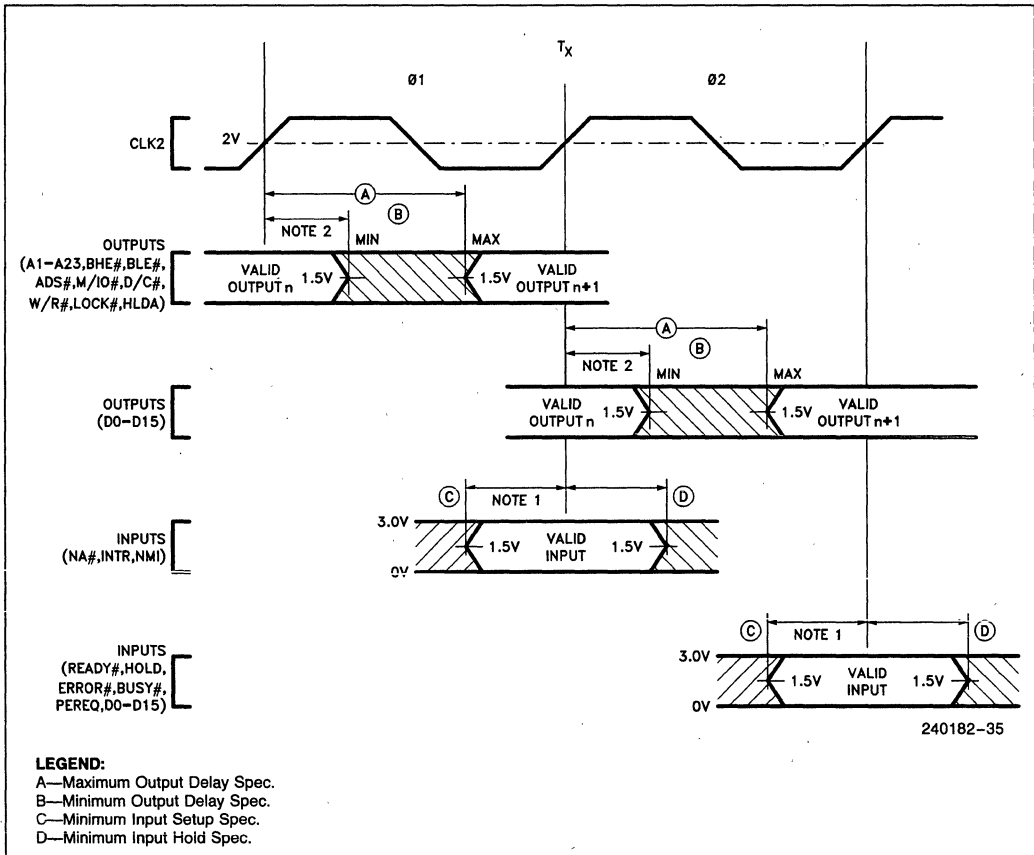 TX
Ø1
Ø2
CLK2
2V
A
B
NOTE 2
MIN
MAX
OUTPUTS
(A1–A23,BHE#,BLE#,
ADS#,M/IO#,D/C#,
W/R#,LOCK#,HLDA)
VALID
OUTPUT n
1.5V
1.5V
VALID
OUTPUT n+1
A
B
NOTE 2
MIN
MAX
OUTPUTS
(D0–D15)
VALID
OUTPUT n
1.5V
1.5V
VALID
OUTPUT n+1
C
NOTE 1
D
INPUTS
(NA#,INTR,NMI)
3.0V
0V
1.5V
VALID
INPUT
1.5V
C
NOTE 1
D
INPUTS
(READY#,HOLD,
ERROR#,BUSY#,
PEREQ,D0–D15)
3.0V
0V
1.5V
VALID
INPUT
1.5V
240182–35
LEGEND:
A—Maximum Output Delay Spec.
B—Minimum Output Delay Spec.
C—Minimum Input Setup Spec.
D—Minimum Input Hold Spec.